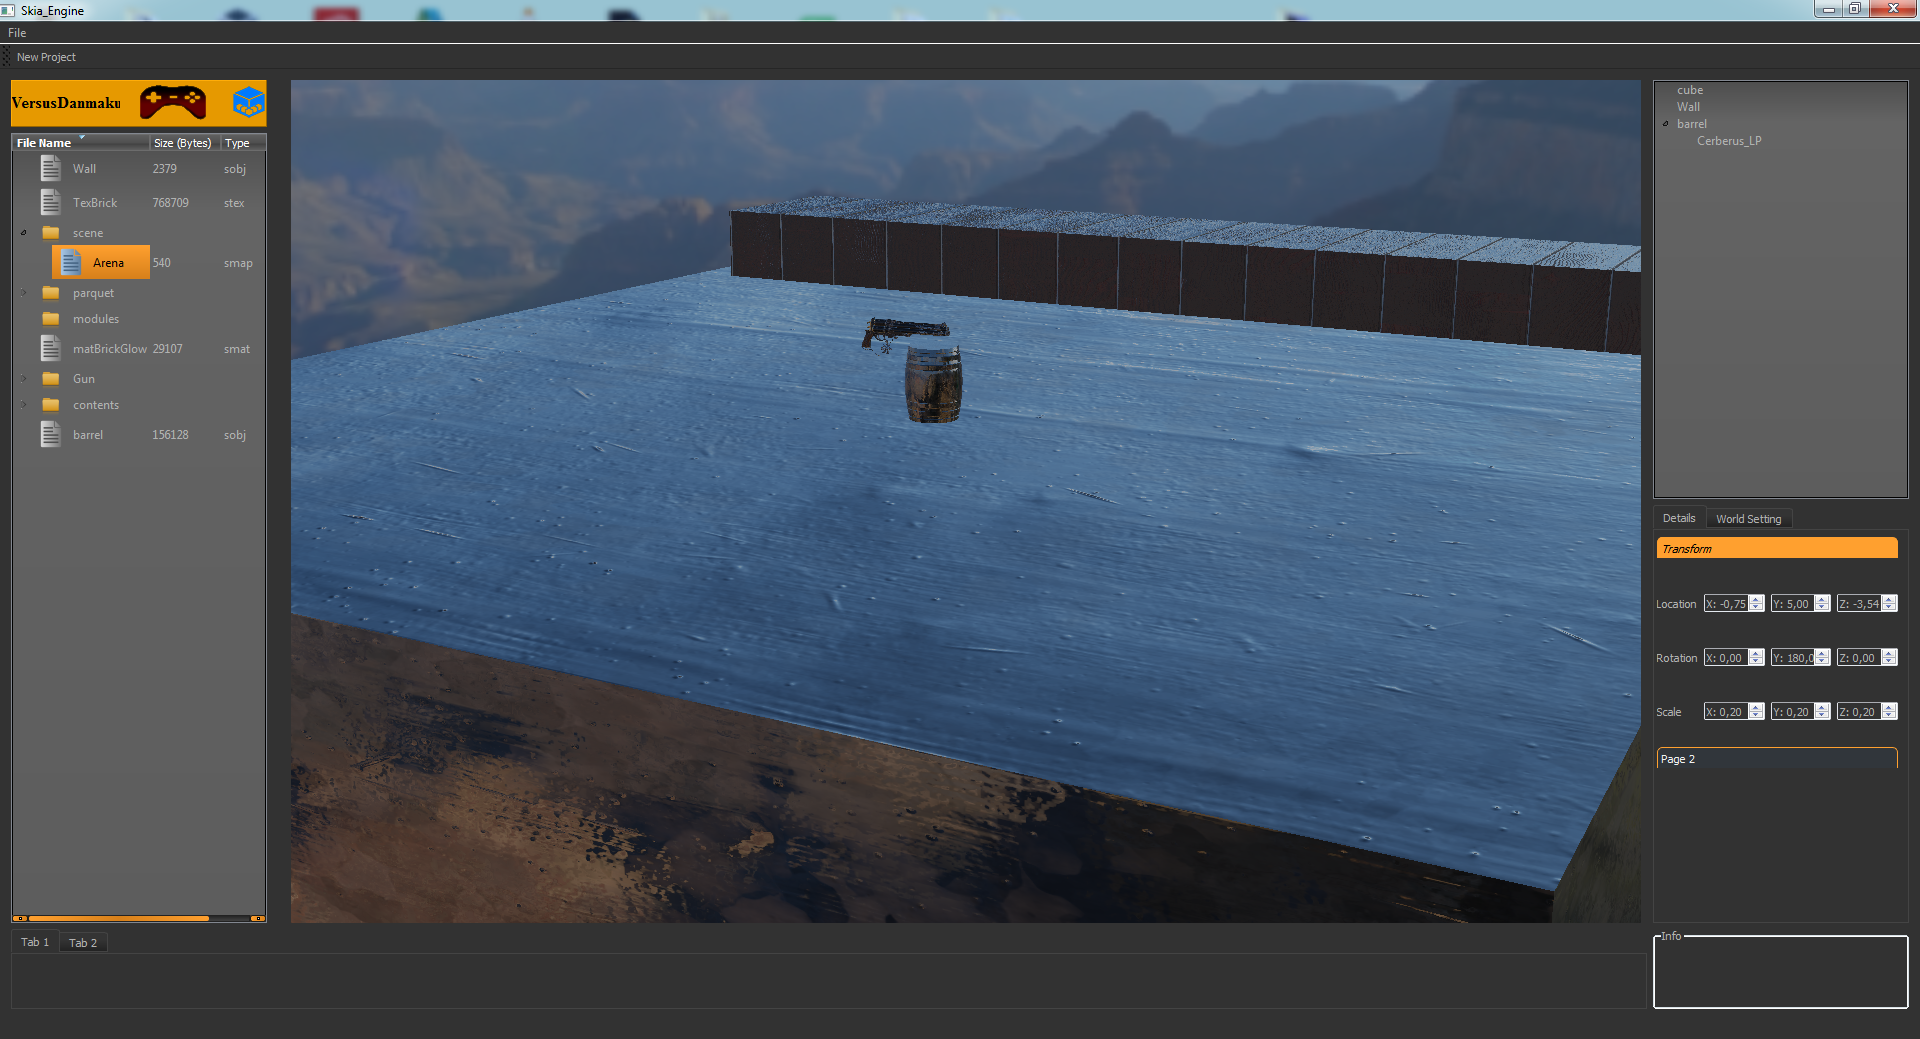 Skia_Engine
File
New Project
VersusDanmaku
File Name Size (Bytes) Type
Wall 2379 sobj
TexBrick 768709 stex
scene
Arena 540 smap
parquet
modules
matBrickGlow 29107 smat
Gun
contents
barrel 156128 sobj
cube
Wall
barrel
Cerberus_LP
Details World Setting
Transform
Location X: -0,75 Y: 5,00 Z: -3,54
Rotation X: 0,00 Y: 180,0 Z: 0,00
Scale X: 0,20 Y: 0,20 Z: 0,20
Page 2
Tab 1 Tab 2
Info